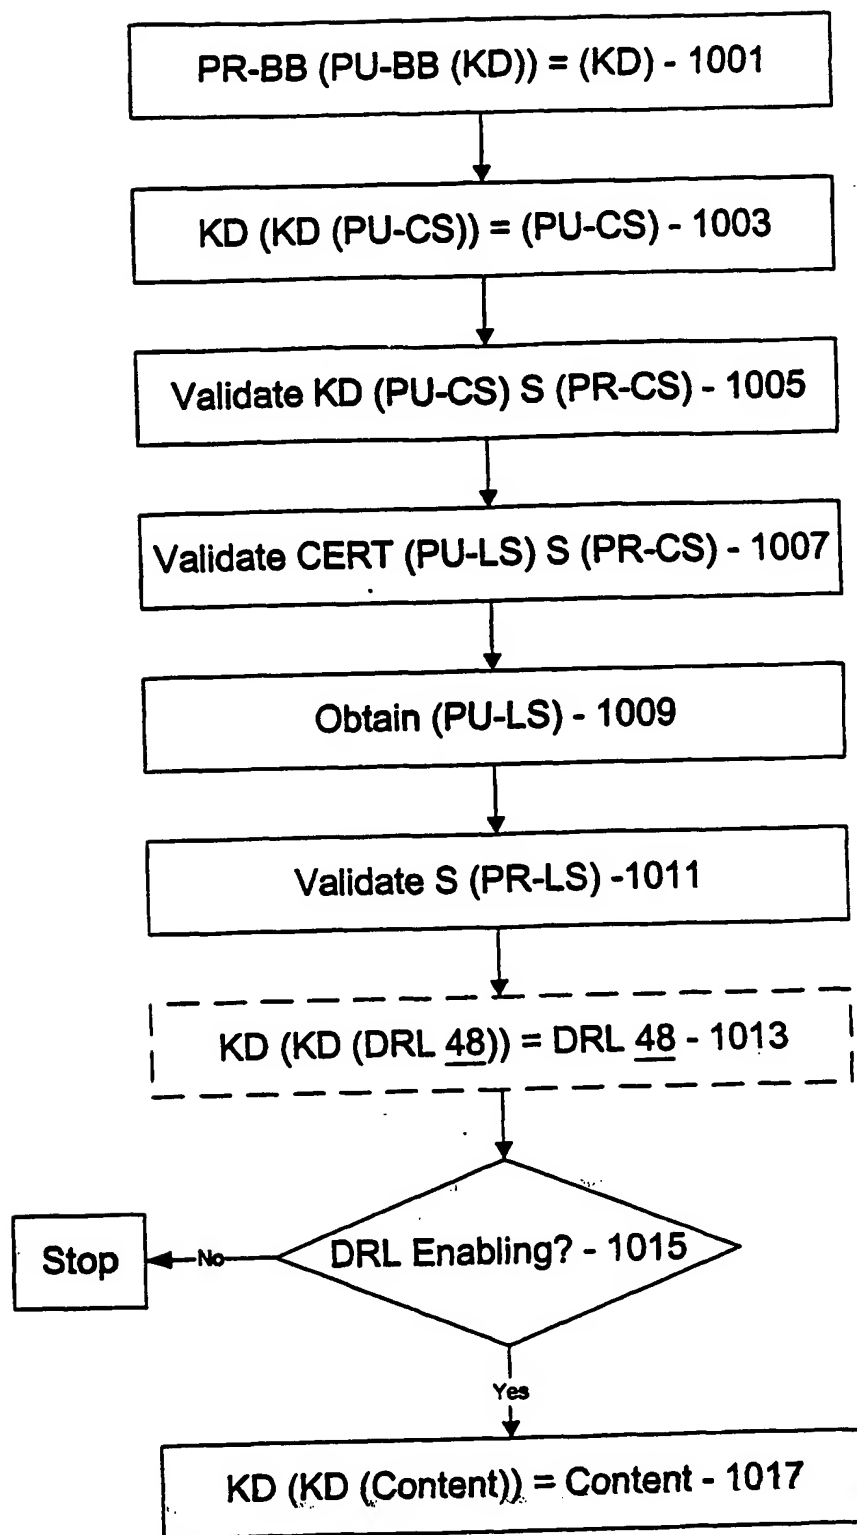 PR-BB (PU-BB (KD)) = (KD) - 1001
KD (KD (PU-CS)) = (PU-CS) - 1003
Validate KD (PU-CS) S (PR-CS) - 1005
Validate CERT (PU-LS) S (PR-CS) - 1007
Obtain (PU-LS) - 1009
Validate S (PR-LS) -1011
KD (KD (DRL 48)) = DRL 48 - 1013
DRL Enabling? - 1015
No
Stop
Yes
KD (KD (Content)) = Content - 1017